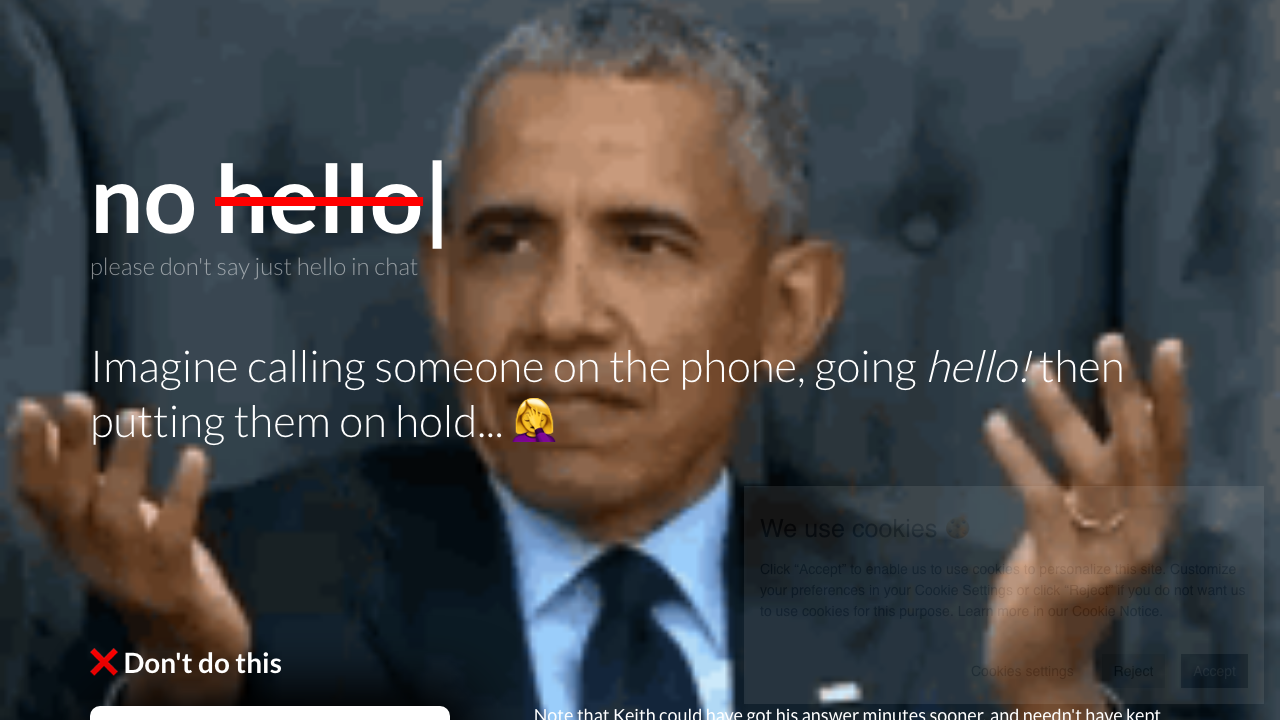 no hello|
please don't say just hello in chat
Imagine calling someone on the phone, going hello! then
putting them on hold... 🤦‍♀️
We use cookies 🍪
Click "Accept" to enable us to use cookies to personalize this site. Customize
your preferences in your Cookie Settings or click "Reject" if you do not want us
to use cookies for this purpose. Learn more in our Cookie Notice.
Cookies settings
Reject
Accept
❌ Don't do this
Note that Keith could have got his answer minutes sooner, and needn't have kept